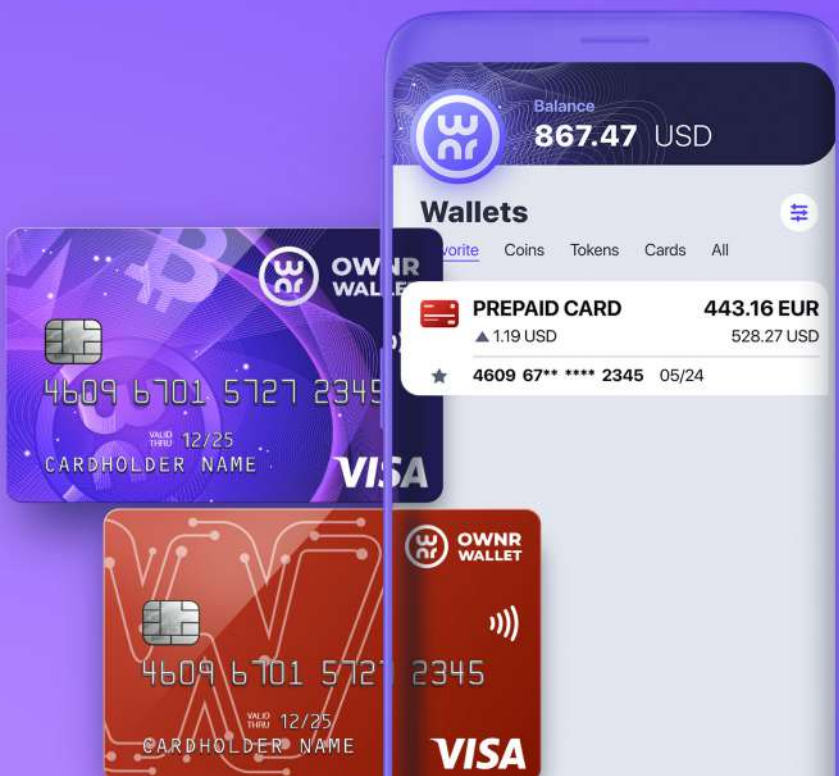 Balance
867.47 USD
Wallets
vorite Coins Tokens Cards All
PREPAID CARD 443.16 EUR
▲ 1.19 USD 528.27 USD
4609 67** **** 2345 05/24
OWNR
WALLET
4609 6701 5727 2345
VALID
THRU 12/25
CARDHOLDER NAME
VISA
OWNR
WALLET
4609 6701 5727 2345
VALID
THRU 12/25
CARDHOLDER NAME
VISA